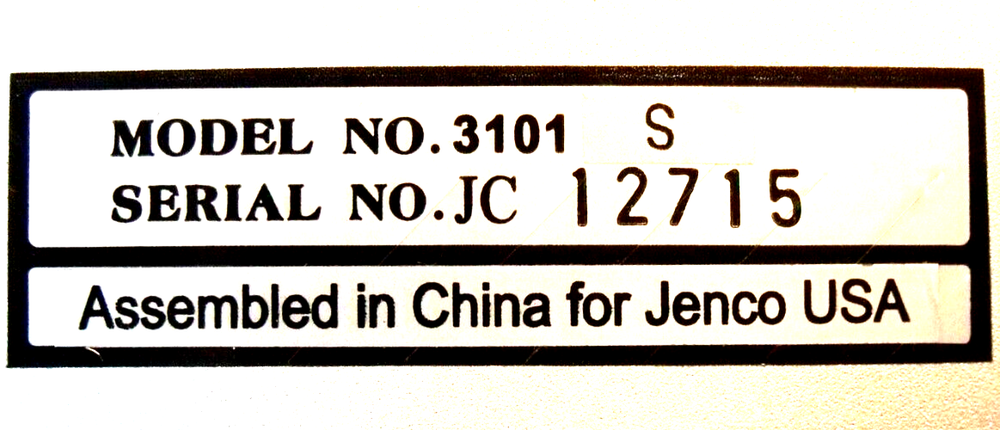 MODEL NO. 3101 S
SERIAL NO. JC 12715
Assembled in China for Jenco USA